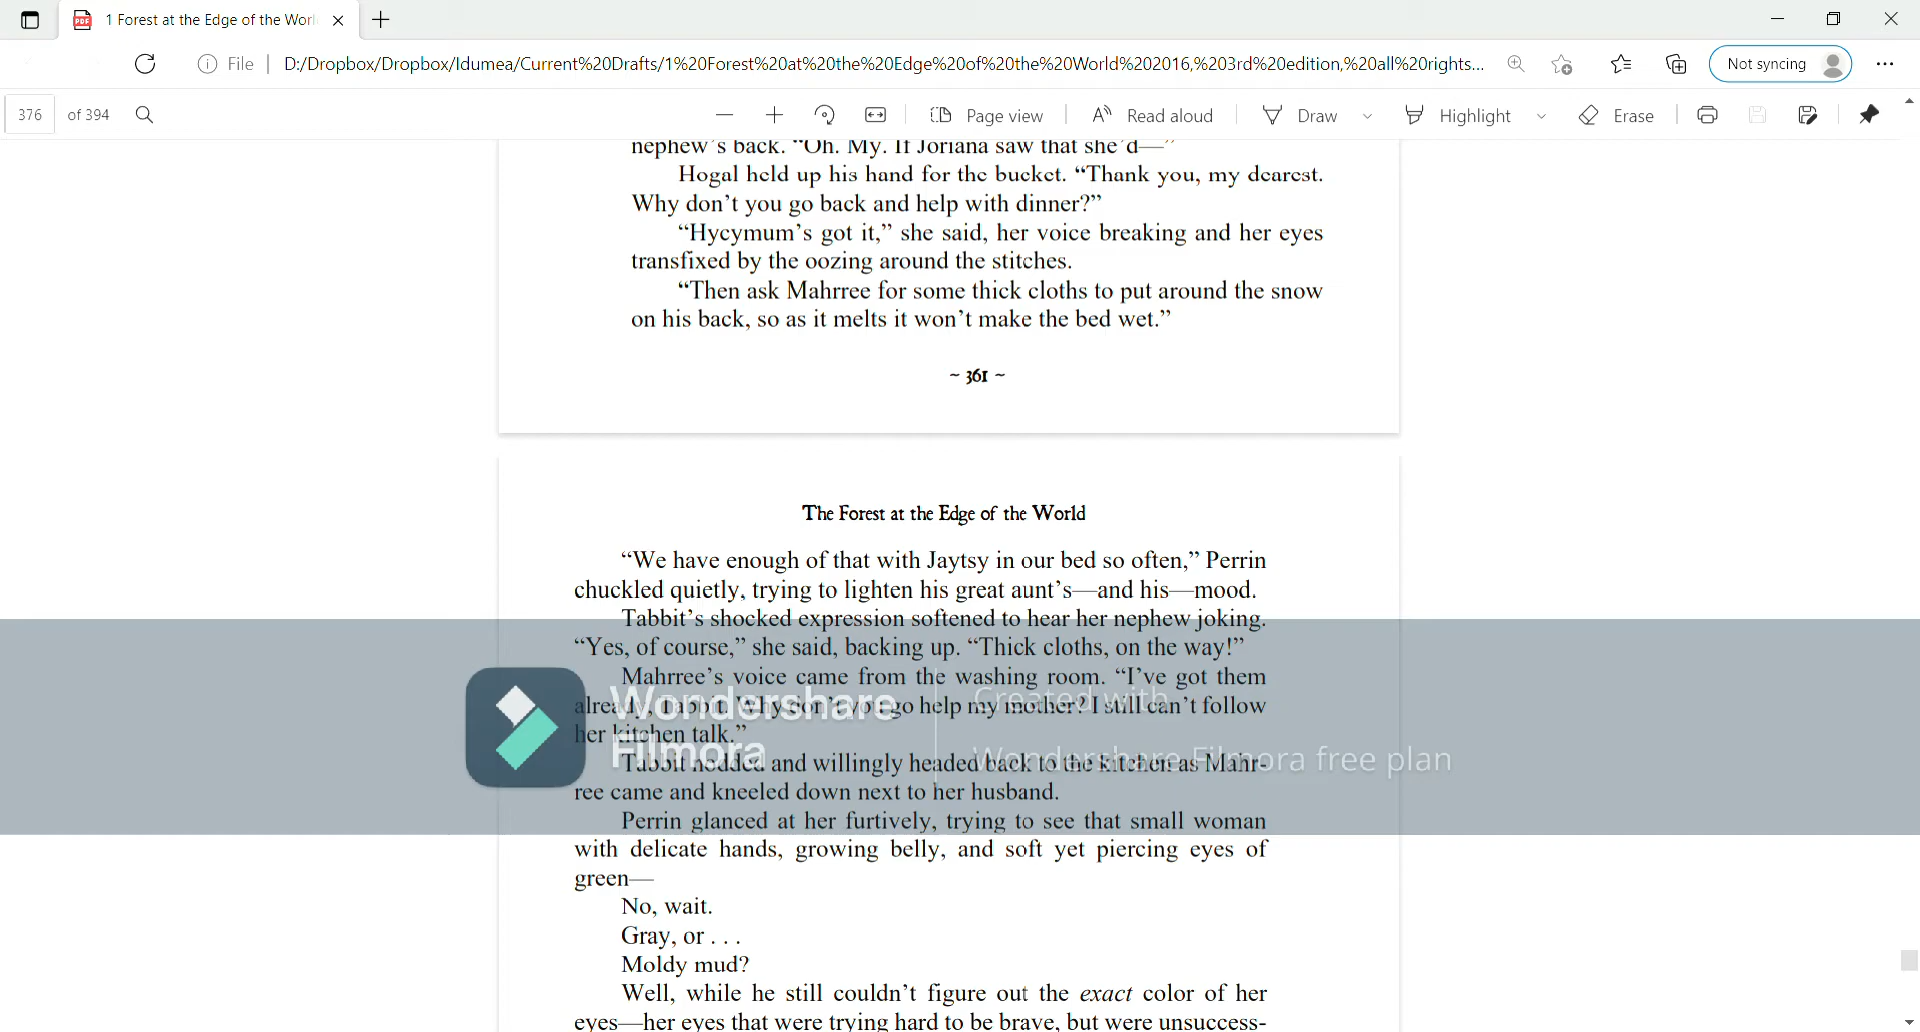 1 Forest at the Edge of the Worl
File
D:/Dropbox/Dropbox/Idumea/Current%20Drafts/1%20Forest%20at%20the%20Edge%20of%20the%20World%202016,%203rd%20edition,%20all%20rights...
Not syncing
376 of 394
Page view
Read aloud
Draw
Highlight
Erase
nephew’s back. “Oh. My. If Joriana saw that she’d—”
Hogal held up his hand for the bucket. “Thank you, my dearest.
Why don’t you go back and help with dinner?”
“Hycymum’s got it,” she said, her voice breaking and her eyes
transfixed by the oozing around the stitches.
“Then ask Mahrree for some thick cloths to put around the snow
on his back, so as it melts it won’t make the bed wet.”
~ 361 ~
The Forest at the Edge of the World
“We have enough of that with Jaytsy in our bed so often,” Perrin
chuckled quietly, trying to lighten his great aunt’s—and his—mood.
Tabbit’s shocked expression softened to hear her nephew joking.
“Yes, of course,” she said, backing up. “Thick cloths, on the way!”
Mahrree’s voice came from the washing room. “I’ve got them
already, Tabbit. Why don’t you go help my mother? I still can’t follow
her kitchen talk.”
Tabbit nodded and willingly headed back to the kitchen as Mahr-
ree came and kneeled down next to her husband.
Perrin glanced at her furtively, trying to see that small woman
with delicate hands, growing belly, and soft yet piercing eyes of
green—
No, wait.
Gray, or . . .
Moldy mud?
Well, while he still couldn’t figure out the exact color of her
eyes—her eyes that were trying hard to be brave, but were unsuccess-
Wondershare
Filmora
Created with
Wondershare Filmora free plan